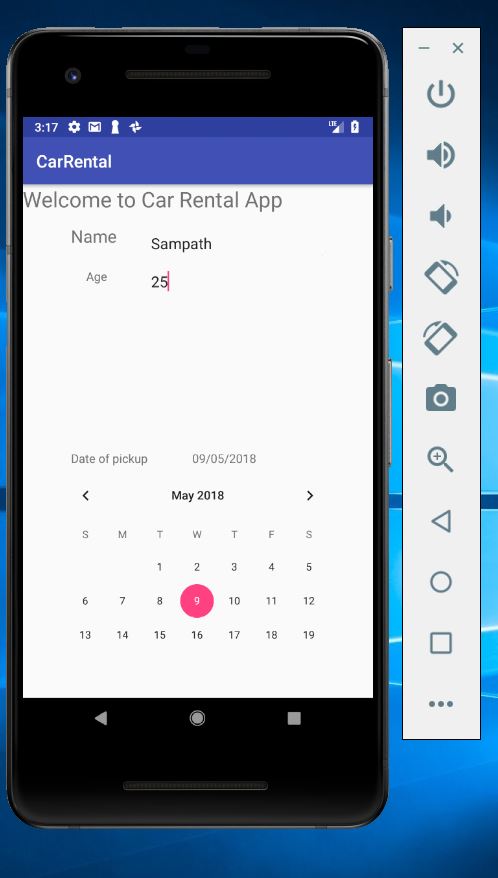 3:17 LTE
CarRental
Welcome to Car Rental App
Name Sampath
Age 25
Date of pickup 09/05/2018
May 2018
S M T W T F S
1 2 3 4 5
6 7 8 9 10 11 12
13 14 15 16 17 18 19